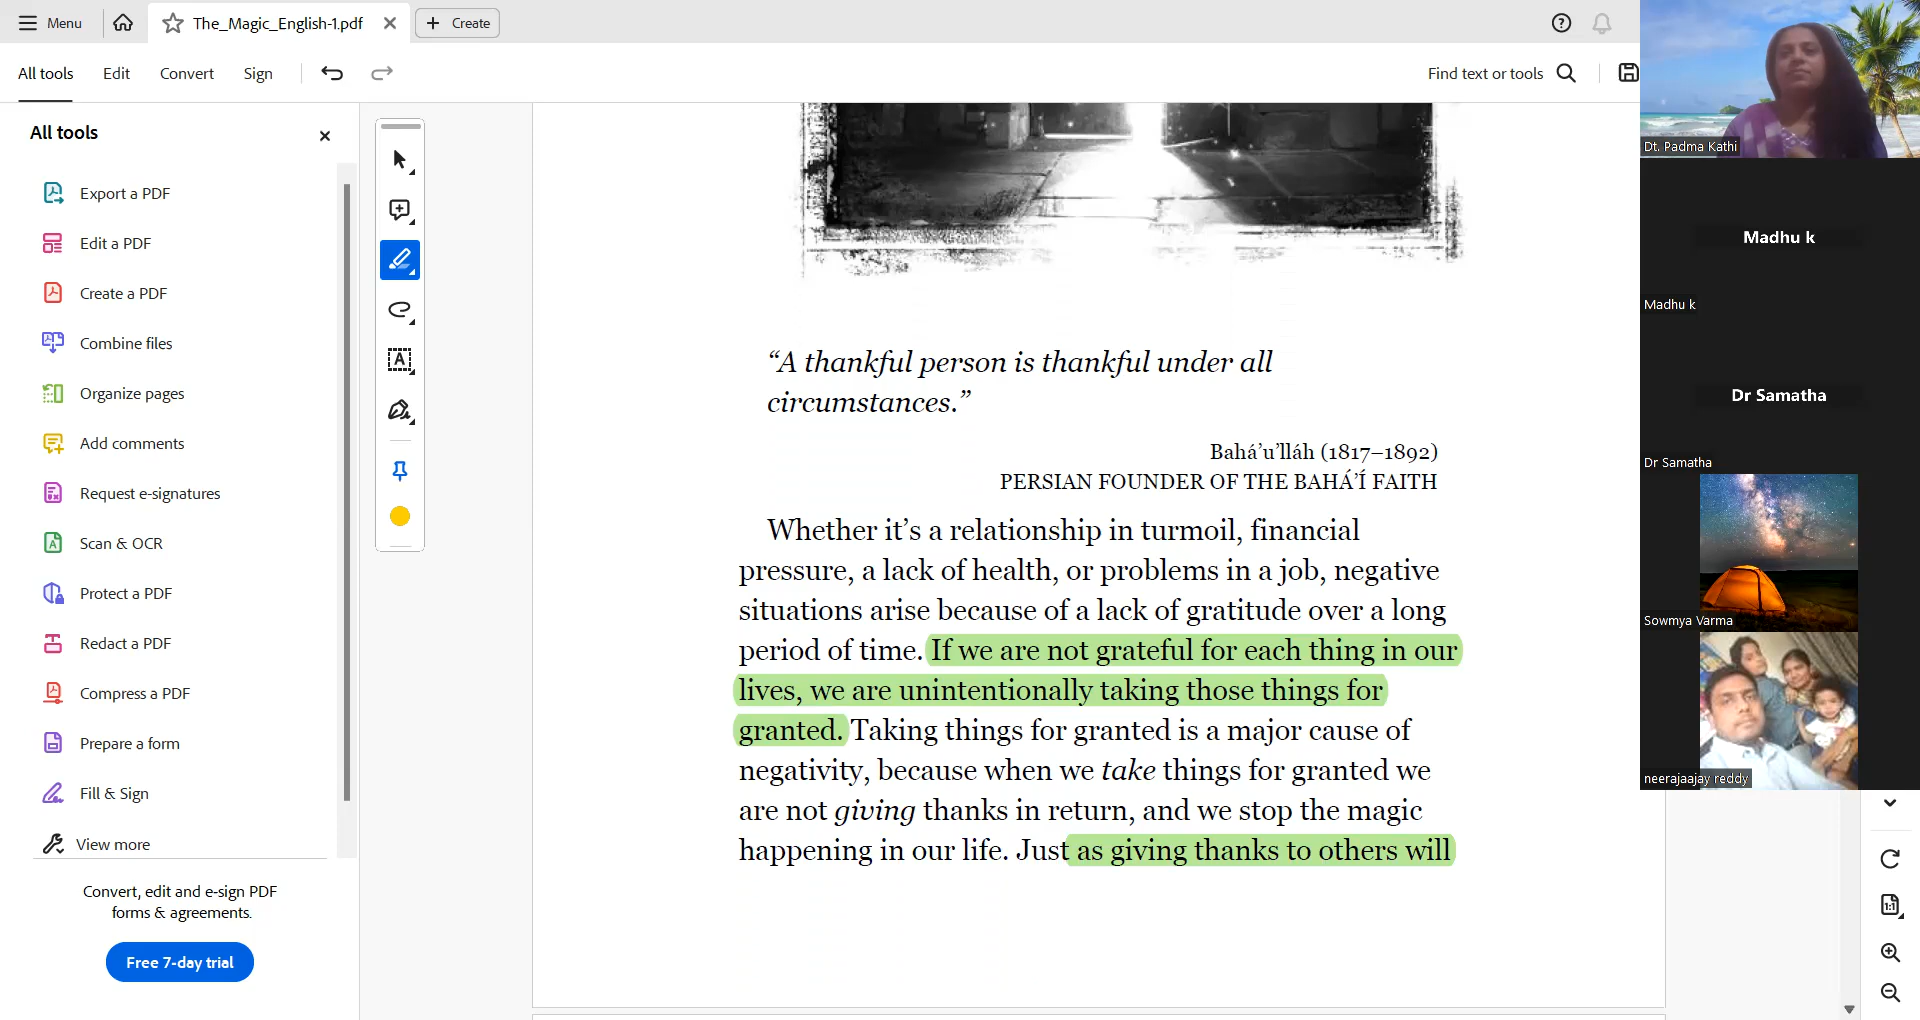 Menu
The_Magic_English-1.pdf
Create
All tools
Edit
Convert
Sign
Find text or tools
All tools
Export a PDF
Edit a PDF
Create a PDF
Combine files
Organize pages
Add comments
Request e-signatures
Scan & OCR
Protect a PDF
Redact a PDF
Compress a PDF
Prepare a form
Fill & Sign
View more
Convert, edit and e-sign PDF
forms & agreements.
Free 7-day trial
“A thankful person is thankful under all
circumstances.”
Bahá’u’lláh (1817–1892)
PERSIAN FOUNDER OF THE BAHÁ’Í FAITH
Whether it’s a relationship in turmoil, financial
pressure, a lack of health, or problems in a job, negative
situations arise because of a lack of gratitude over a long
period of time. If we are not grateful for each thing in our
lives, we are unintentionally taking those things for
granted. Taking things for granted is a major cause of
negativity, because when we take things for granted we
are not giving thanks in return, and we stop the magic
happening in our life. Just as giving thanks to others will
Dt. Padma Kathi
Madhu k
Madhu k
Dr Samatha
Dr Samatha
Sowmya Varma
neerajaajay reddy
1:1